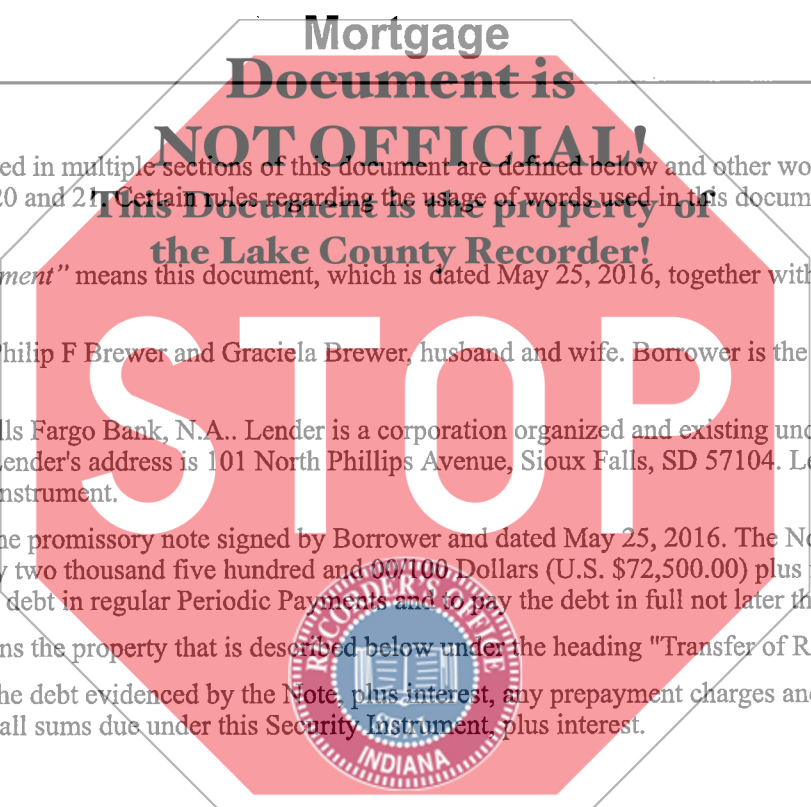 Mortgage
Document is
NOT OFFICIAL!
ed in multiple sections of this document are defined below and other wo
20 and 21. Certain rules regarding the usage of words used in this docum
This Document is the property of
the Lake County Recorder!
ment" means this document, which is dated May 25, 2016, together with
Philip F Brewer and Graciela Brewer, husband and wife. Borrower is the
STOP
lls Fargo Bank, N.A.. Lender is a corporation organized and existing und
Lender's address is 101 North Phillips Avenue, Sioux Falls, SD 57104. Le
nstrument.
he promissory note signed by Borrower and dated May 25, 2016. The No
y two thousand five hundred and 00/100 Dollars (U.S. $72,500.00) plus
debt in regular Periodic Payments and to pay the debt in full not later th
ns the property that is described below under the heading "Transfer of R
he debt evidenced by the Note, plus interest, any prepayment charges and
all sums due under this Security Instrument, plus interest.
RECORDER'S OFFICE
INDIANA